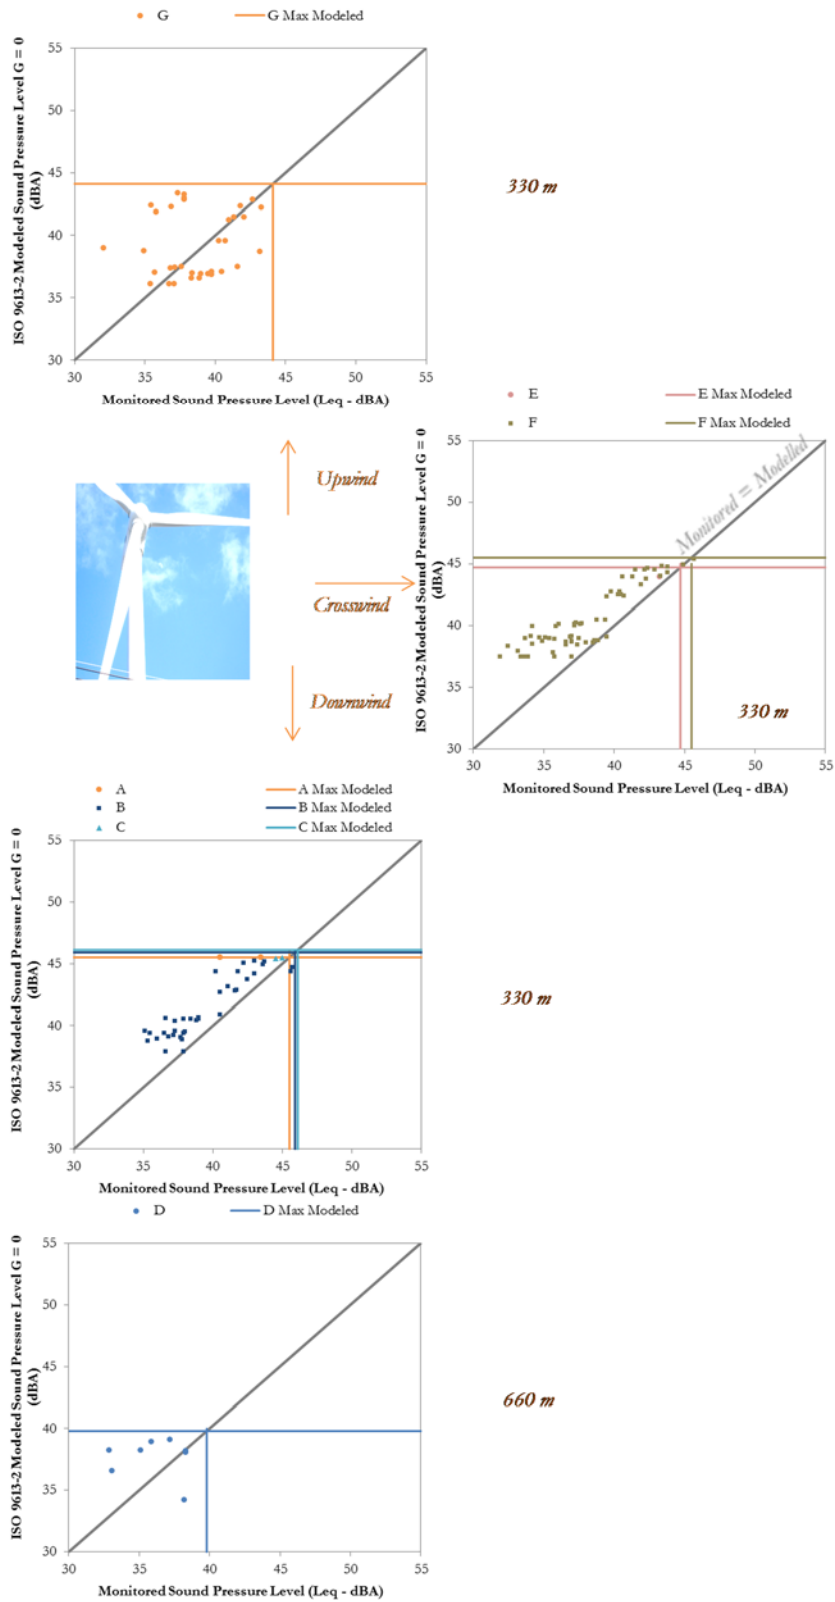 G G Max Modeled
ISO 9613-2 Modeled Sound Pressure Level G = 0
(dBA)
55
50
45
40
35
30
30 35 40 45 50 55
Monitored Sound Pressure Level (Leq - dBA)
330 m
Upwind
Crosswind
Downwind
E E Max Modeled
F F Max Modeled
ISO 9613-2 Modeled Sound Pressure Level G = 0
(dBA)
55
50
45
40
35
30
30 35 40 45 50 55
Monitored = Modelled
330 m
Monitored Sound Pressure Level (Leq - dBA)
A A Max Modeled
B B Max Modeled
C C Max Modeled
ISO 9613-2 Modeled Sound Pressure Level G = 0
(dBA)
55
50
45
40
35
30
30 35 40 45 50 55
Monitored Sound Pressure Level (Leq - dBA)
330 m
D D Max Modeled
ISO 9613-2 Modeled Sound Pressure Level G = 0
(dBA)
55
50
45
40
35
30
30 35 40 45 50 55
Monitored Sound Pressure Level (Leq - dBA)
660 m